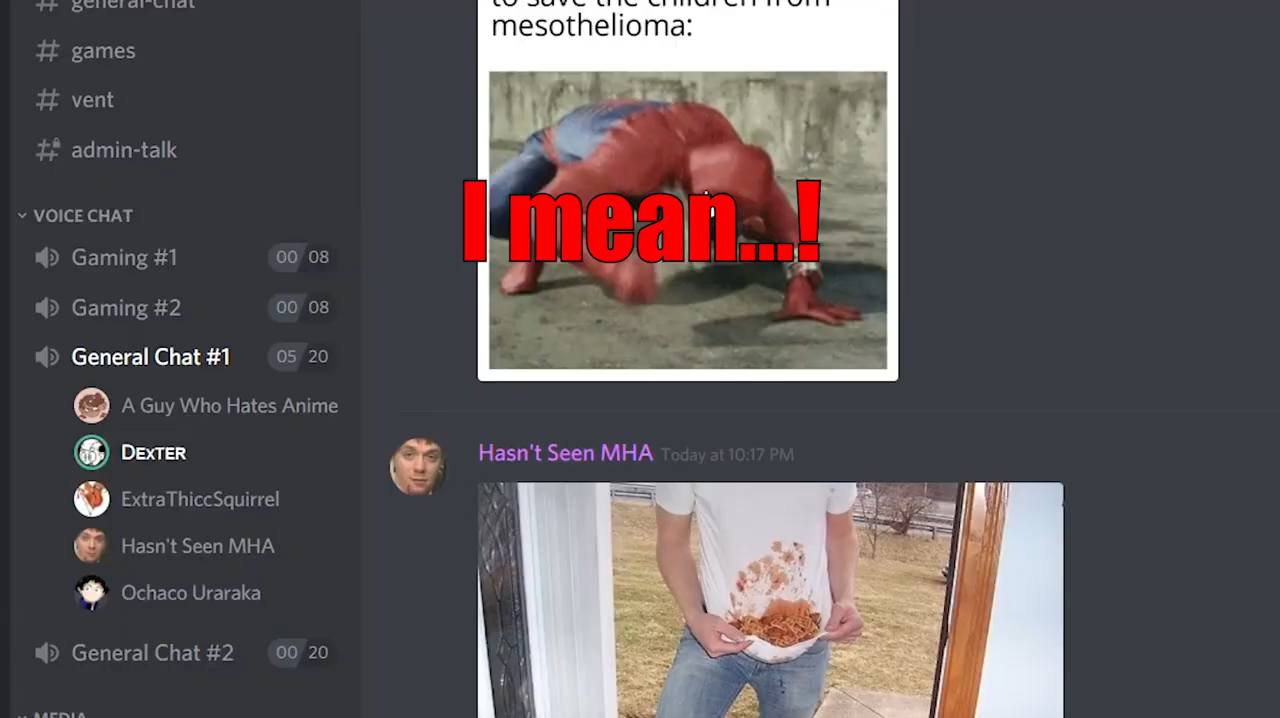 general-chat
games
vent
admin-talk
VOICE CHAT
Gaming #1 00 08
Gaming #2 00 08
General Chat #1 05 20
A Guy Who Hates Anime
DEXTER
ExtraThiccSquirrel
Hasn't Seen MHA
Ochaco Uraraka
General Chat #2 00 20
MEDIA
to save the children from
mesothelioma:
I mean...!
Hasn't Seen MHA Today at 10:17 PM